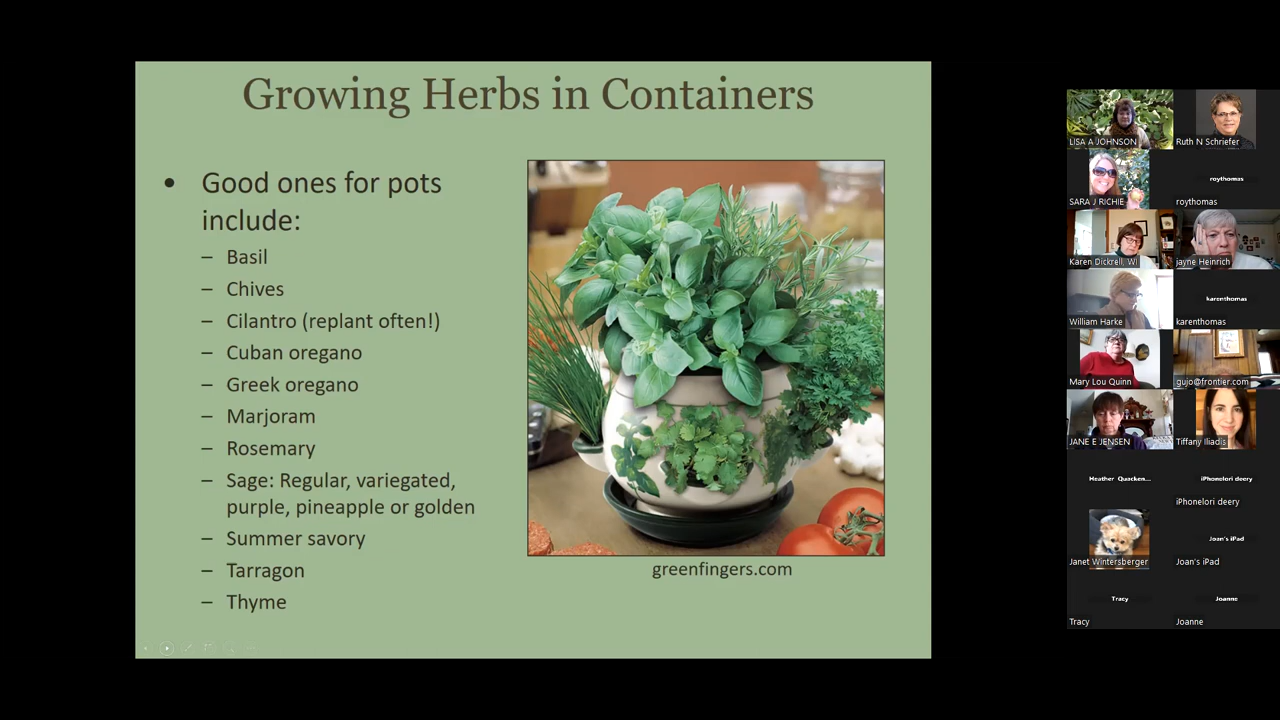 Growing Herbs in Containers
• Good ones for pots
include:
– Basil
– Chives
– Cilantro (replant often!)
– Cuban oregano
– Greek oregano
– Marjoram
– Rosemary
– Sage: Regular, variegated,
purple, pineapple or golden
– Summer savory
– Tarragon
– Thyme
greenfingers.com
LISA A JOHNSON
Ruth N Schriefer
SARA J RICHIE
roythomas
roythomas
Karen Dickrell, WI
jayne Heinrich
William Harke
karenthomas
karenthomas
Mary Lou Quinn
gujo@frontier.com
JANE E JENSEN
Tiffany Iliadis
Heather Quacken...
iPhonelori deery
iPhonelori deery
Janet Wintersberger
Joan's iPad
Joan's iPad
Tracy
Tracy
Joanne
Joanne